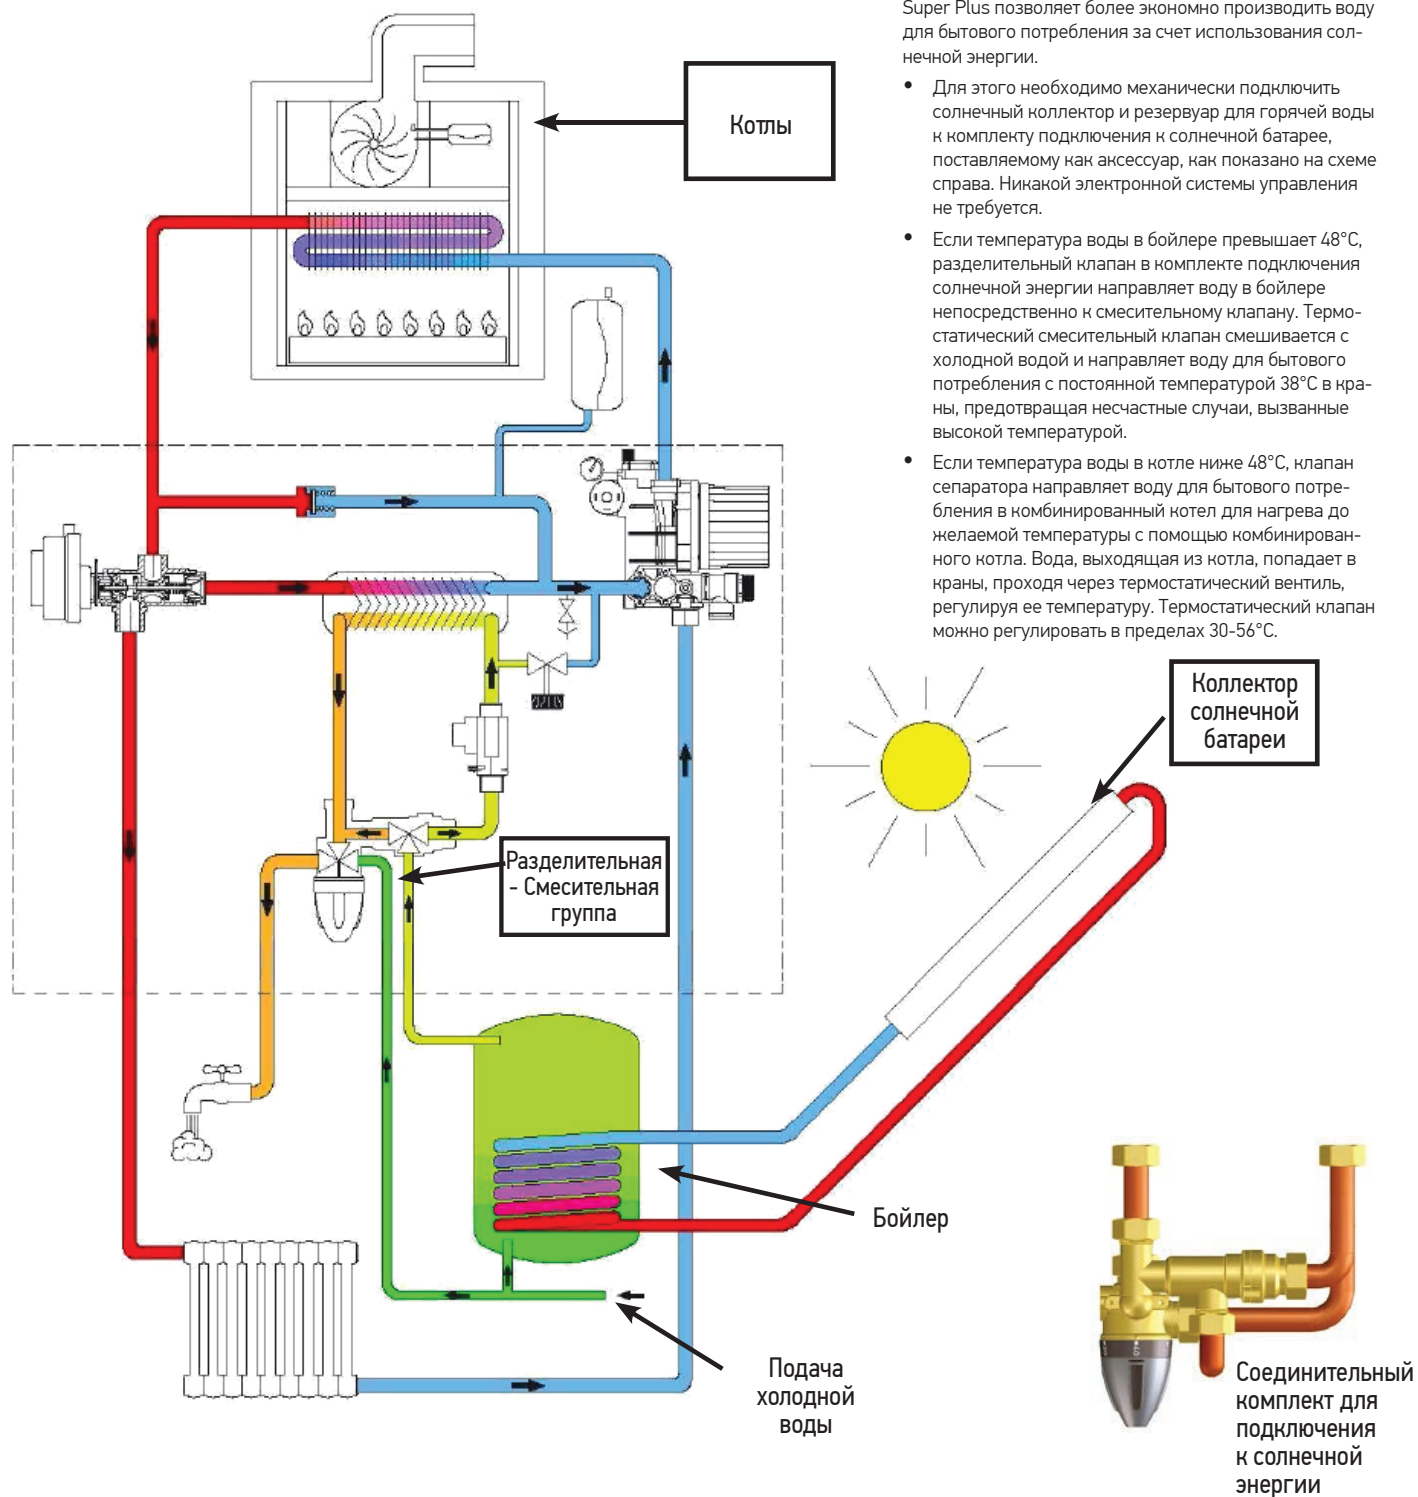 Super Plus позволяет более экономно производить воду
для бытового потребления за счет использования сол-
нечной энергии.
• Для этого необходимо механически подключить
солнечный коллектор и резервуар для горячей воды
к комплекту подключения к солнечной батарее,
поставляемому как аксессуар, как показано на схеме
справа. Никакой электронной системы управления
не требуется.
• Если температура воды в бойлере превышает 48°C,
разделительный клапан в комплекте подключения
солнечной энергии направляет воду в бойлере
непосредственно к смесительному клапану. Термо-
статический смесительный клапан смешивается с
холодной водой и направляет воду для бытового
потребления с постоянной температурой 38°C в кра-
ны, предотвращая несчастные случаи, вызванные
высокой температурой.
• Если температура воды в котле ниже 48°C, клапан
сепаратора направляет воду для бытового потре-
бления в комбинированный котел для нагрева до
желаемой температуры с помощью комбинирован-
ного котла. Вода, выходящая из котла, попадает в
краны, проходя через термостатический вентиль,
регулируя ее температуру. Термостатический клапан
можно регулировать в пределах 30-56°C.
Котлы
Коллектор
солнечной
батареи
Разделительная
- Смесительная
группа
Бойлер
Подача
холодной
воды
Соединительный
комплект для
подключения
к солнечной
энергии